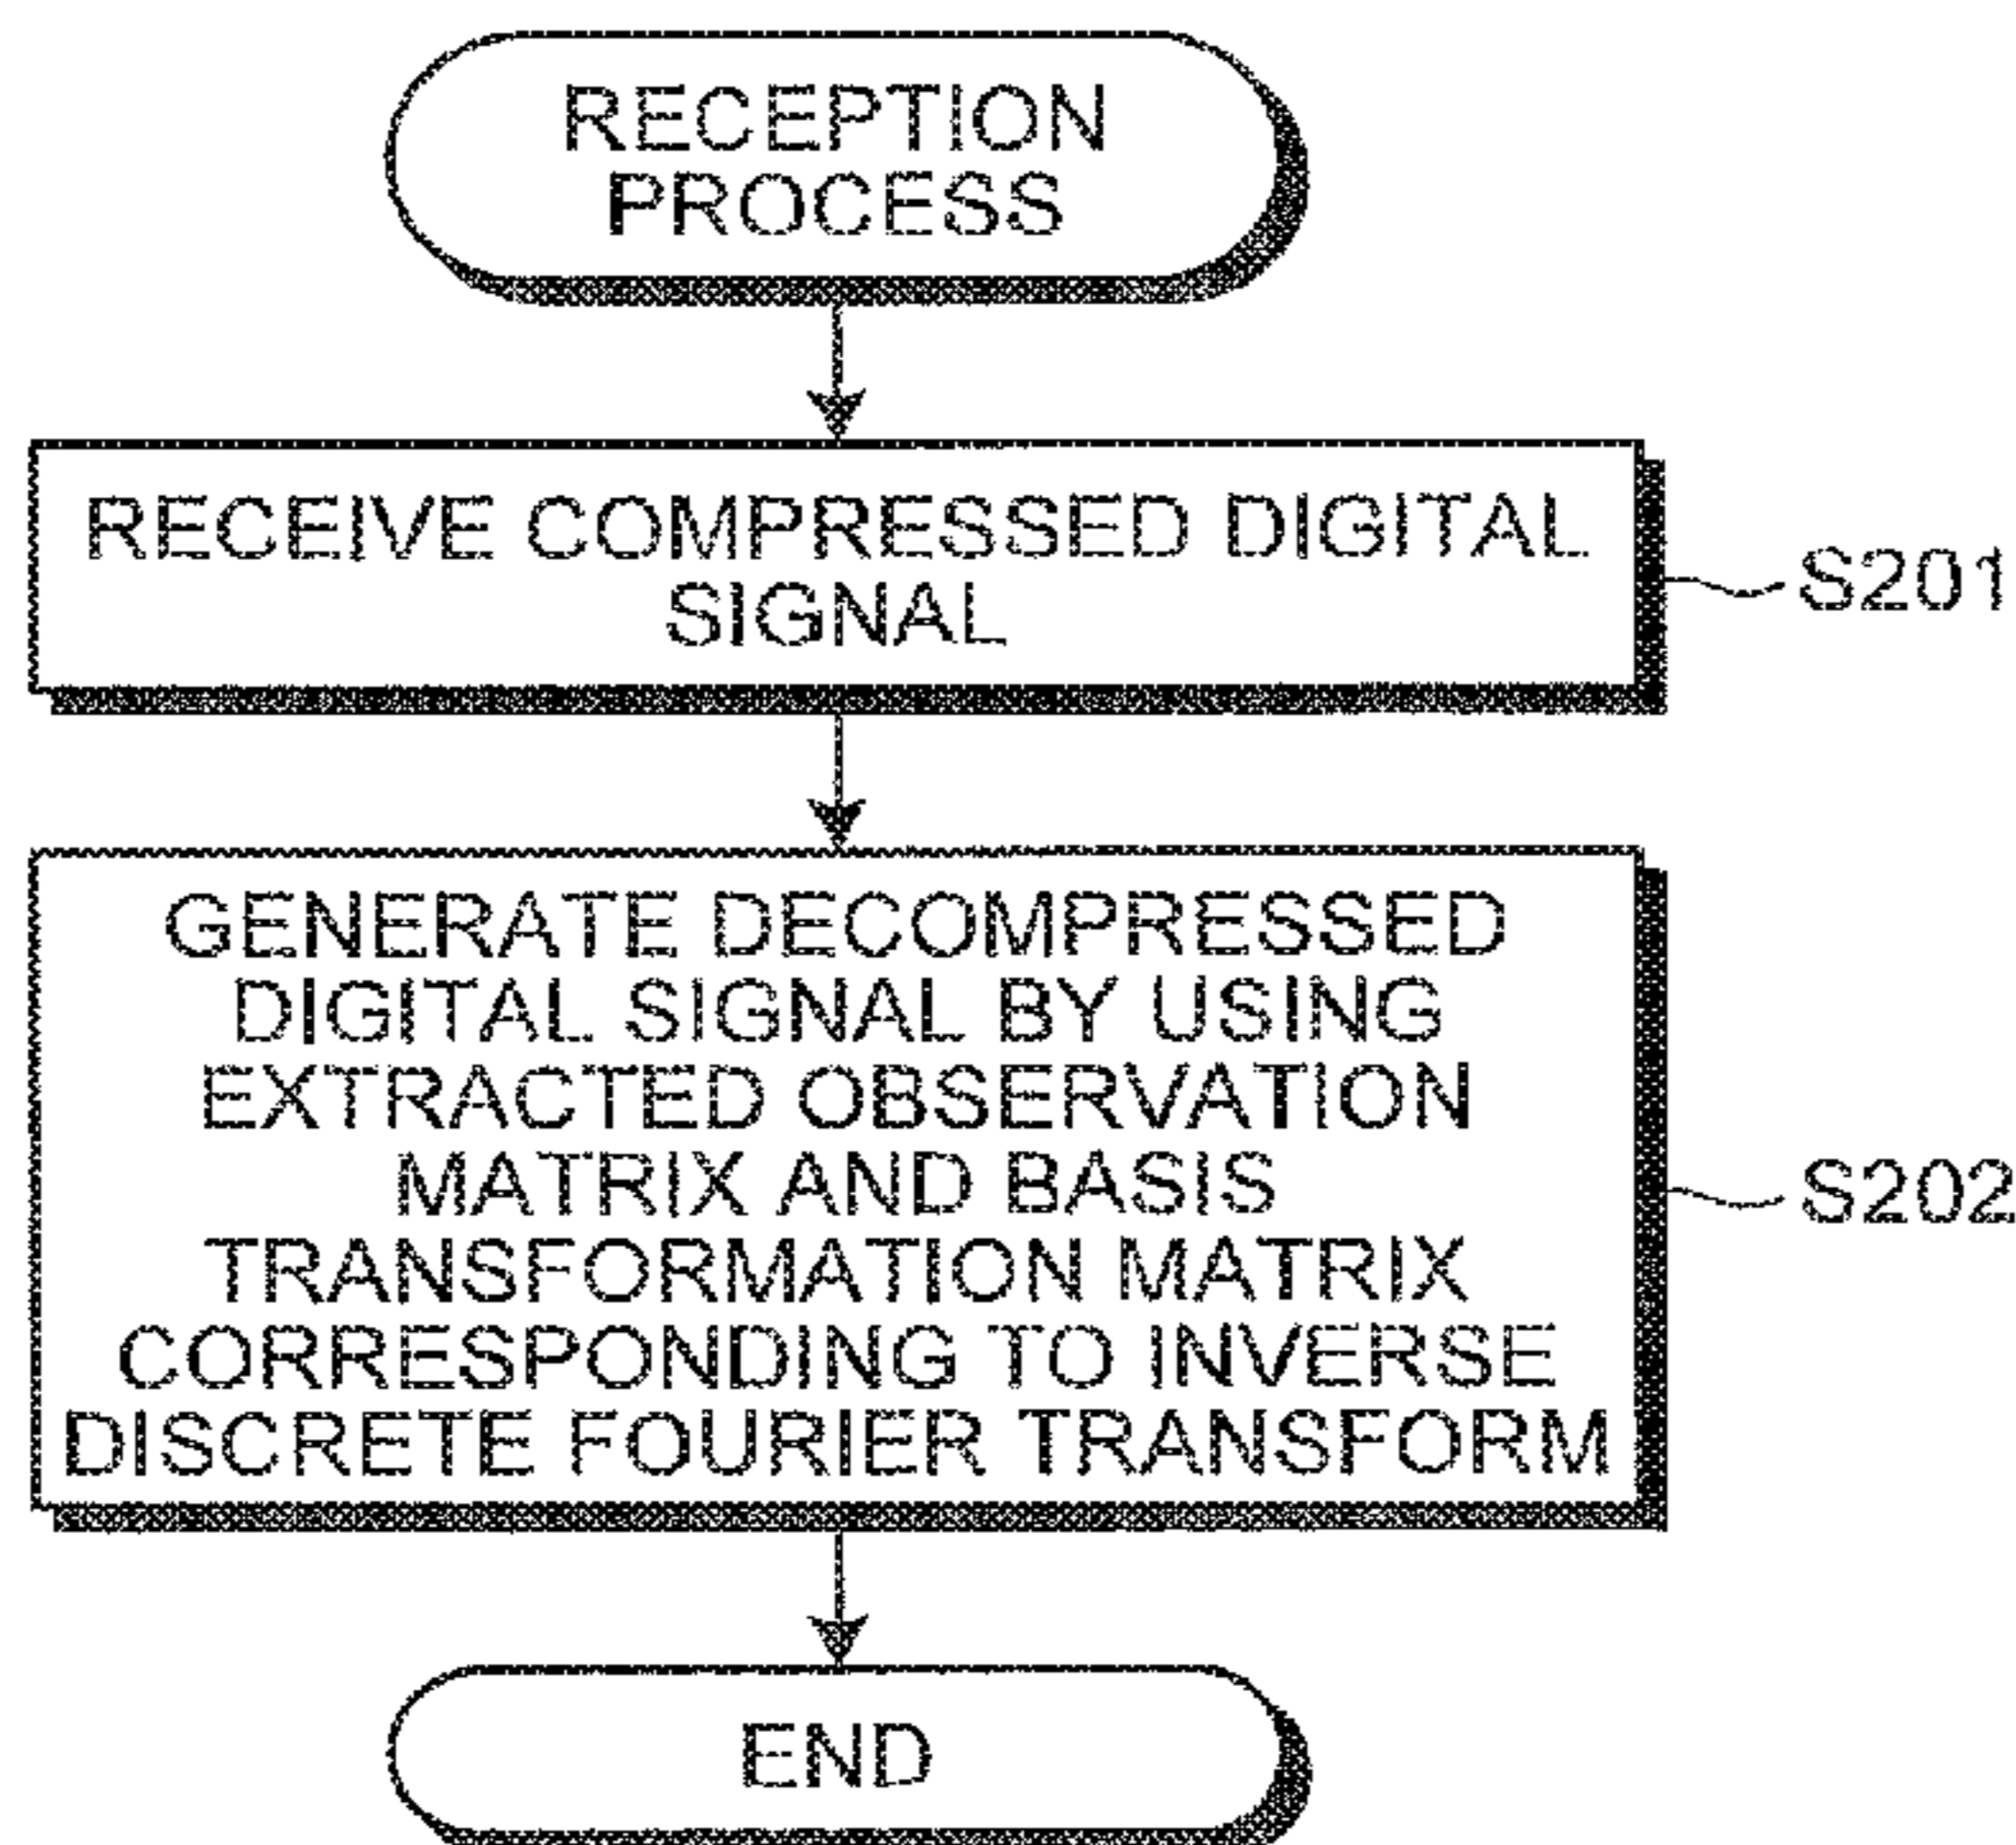 RECEPTION
PROCESS
RECEIVE COMPRESSED DIGITAL
SIGNAL
S201
GENERATE DECOMPRESSED
DIGITAL SIGNAL BY USING
EXTRACTED OBSERVATION
MATRIX AND BASIS
TRANSFORMATION MATRIX
CORRESPONDING TO INVERSE
DISCRETE FOURIER TRANSFORM
S202
END